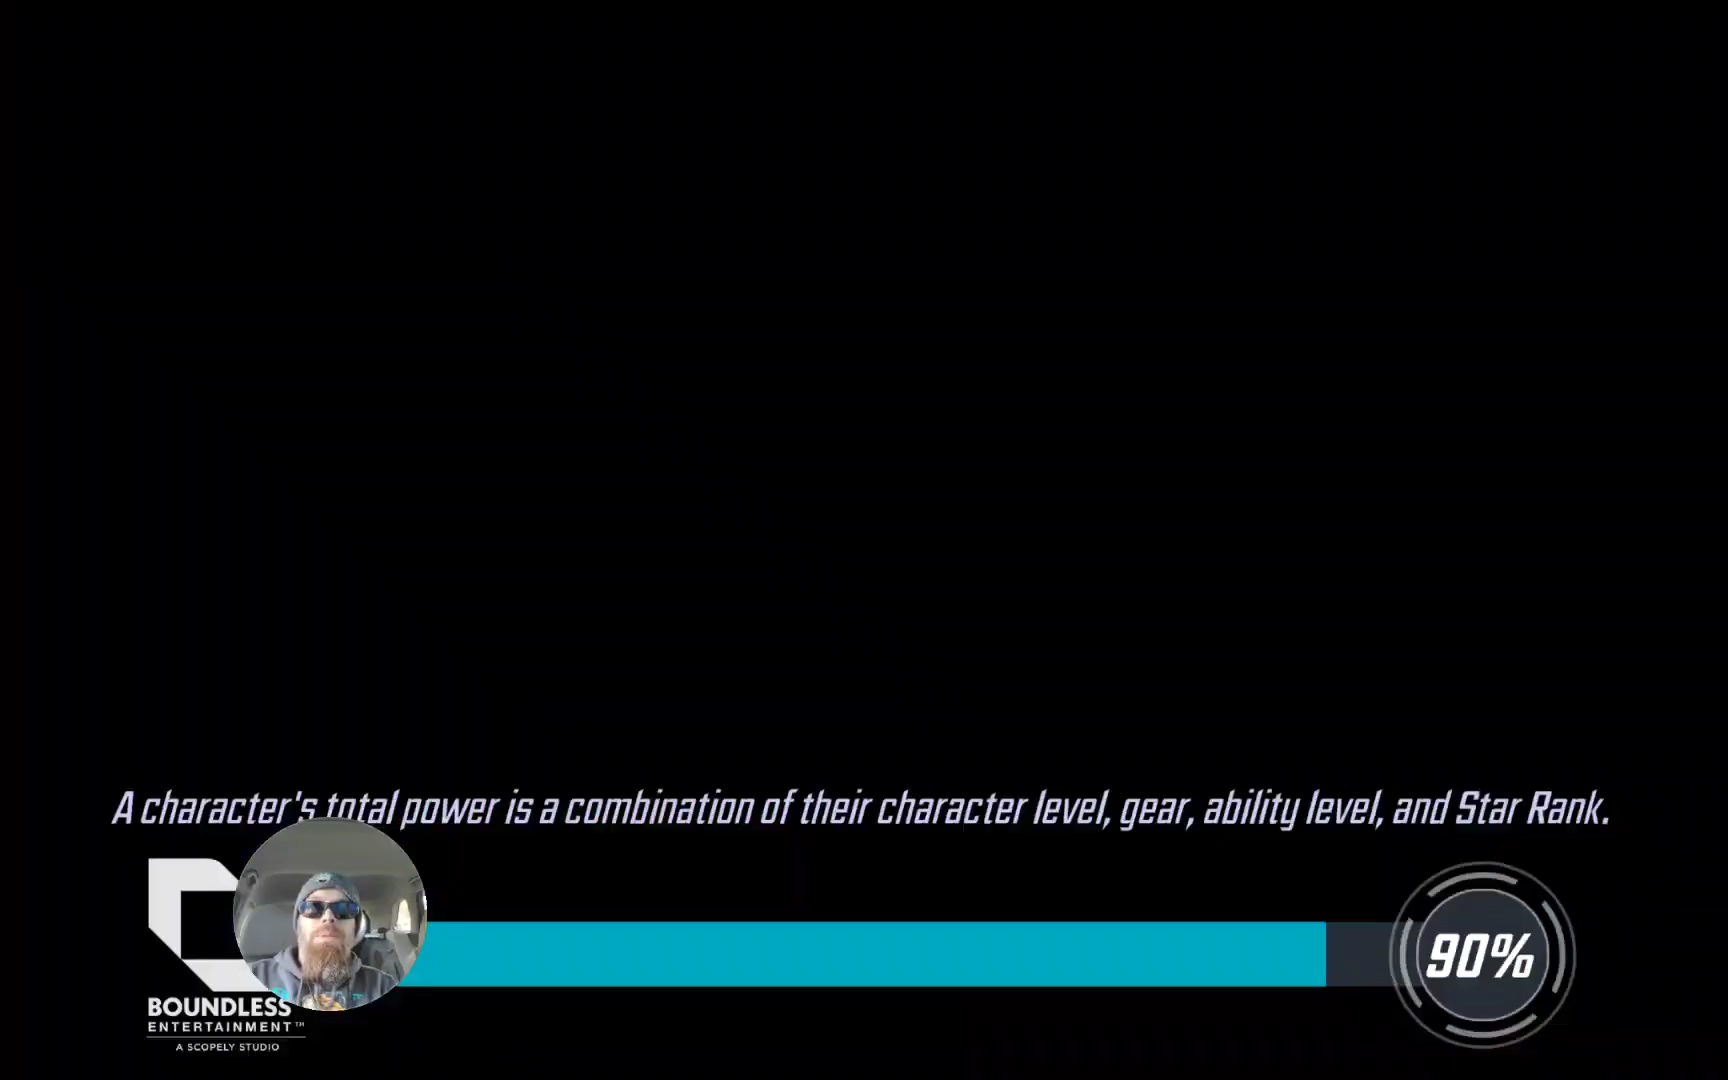 A character's total power is a combination of their character level, gear, ability level, and Star Rank.
90%
BOUNDLESS
ENTERTAINMENT™
A SCOPELY STUDIO